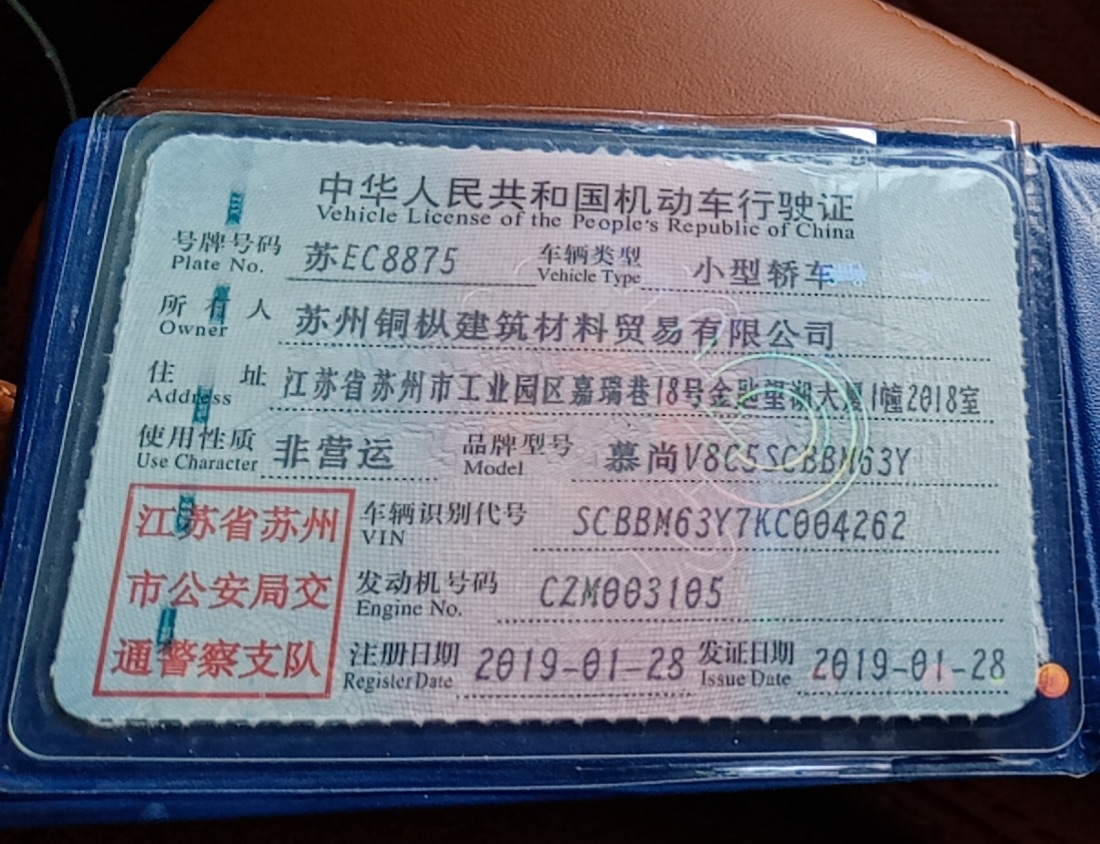 中华人民共和国机动车行驶证
Vehicle License of the People's Republic of China
号牌号码 苏EC8875 车辆类型 小型轿车
Plate No. Vehicle Type
所有人 苏州铜枞建筑材料贸易有限公司
Owner
住址 江苏省苏州市工业园区嘉瑞巷18号金匙望湖大厦1幢2018室
Address
使用性质 非营运 品牌型号 慕尚V8C5SCBBM63Y
Use Character Model
江苏省苏州
市公安局交
通警察支队
车辆识别代号 SCBBM63Y7KC004262
VIN
发动机号码 CZM003105
Engine No.
注册日期 2019-01-28 发证日期 2019-01-28
Register Date Issue Date